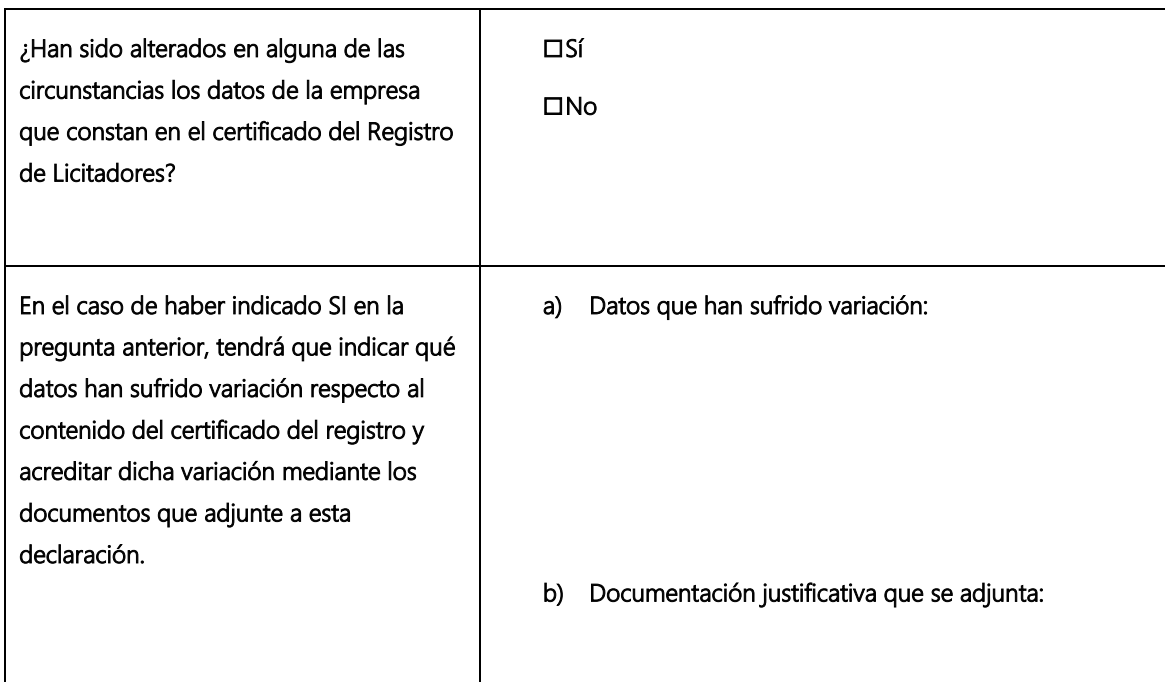 ¿Han sido alterados en alguna de las
circunstancias los datos de la empresa
que constan en el certificado del Registro
de Licitadores?
☐Sí
☐No
En el caso de haber indicado SI en la
pregunta anterior, tendrá que indicar qué
datos han sufrido variación respecto al
contenido del certificado del registro y
acreditar dicha variación mediante los
documentos que adjunte a esta
declaración.
a) Datos que han sufrido variación:
b) Documentación justificativa que se adjunta: